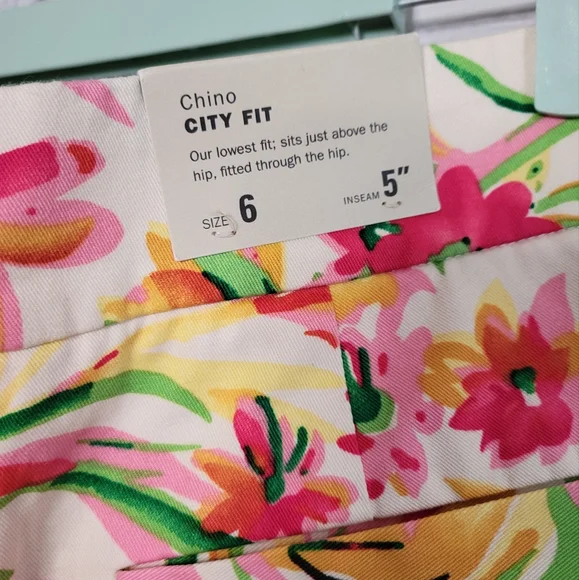 Chino
CITY FIT
Our lowest fit; sits just above the
hip, fitted through the hip.
SIZE 6
INSEAM 5"